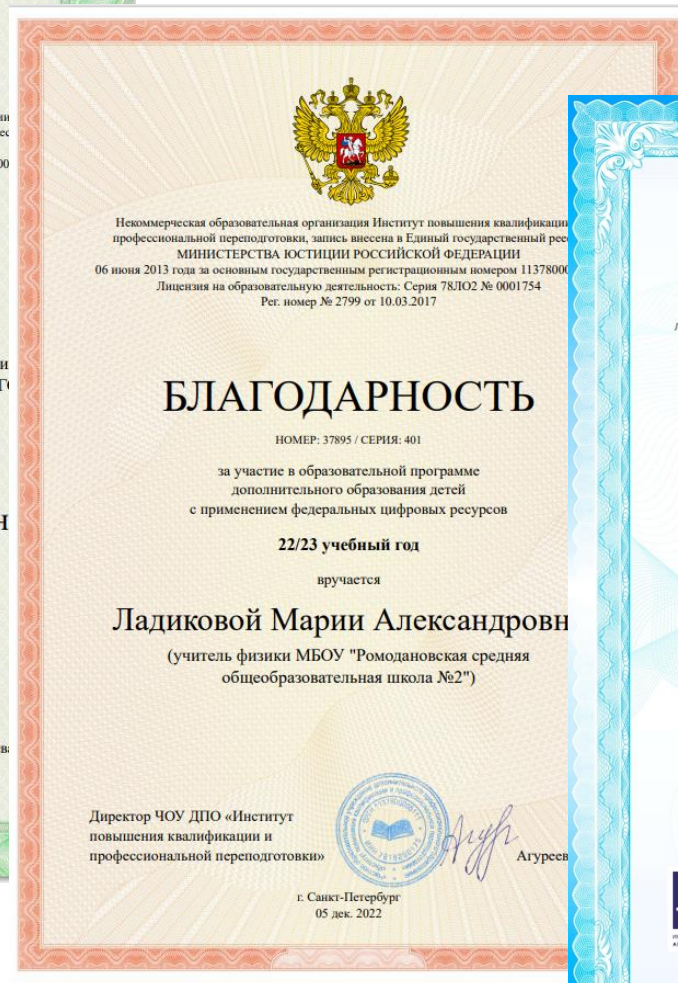 Некоммерческая образовательная организация Институт повышения квалификации
профессиональной переподготовки, запись внесена в Единый государственный рее
МИНИСТЕРСТВА ЮСТИЦИИ РОССИЙСКОЙ ФЕДЕРАЦИИ
06 июня 2013 года за основным государственным регистрационным номером 11378000
Лицензия на образовательную деятельность: Серия 78ЛО2 № 0001754
Рег. номер № 2799 от 10.03.2017
БЛАГОДАРНОСТЬ
НОМЕР: 37895 / СЕРИЯ: 401
за участие в образовательной программе
дополнительного образования детей
с применением федеральных цифровых ресурсов
22/23 учебный год
вручается
Ладиковой Марии Александровн
(учитель физики МБОУ "Ромодановская средняя
общеобразовательная школа №2")
Директор ЧОУ ДПО «Институт
повышения квалификации и
профессиональной переподготовки»
Агуреев
г. Санкт-Петербург
05 дек. 2022